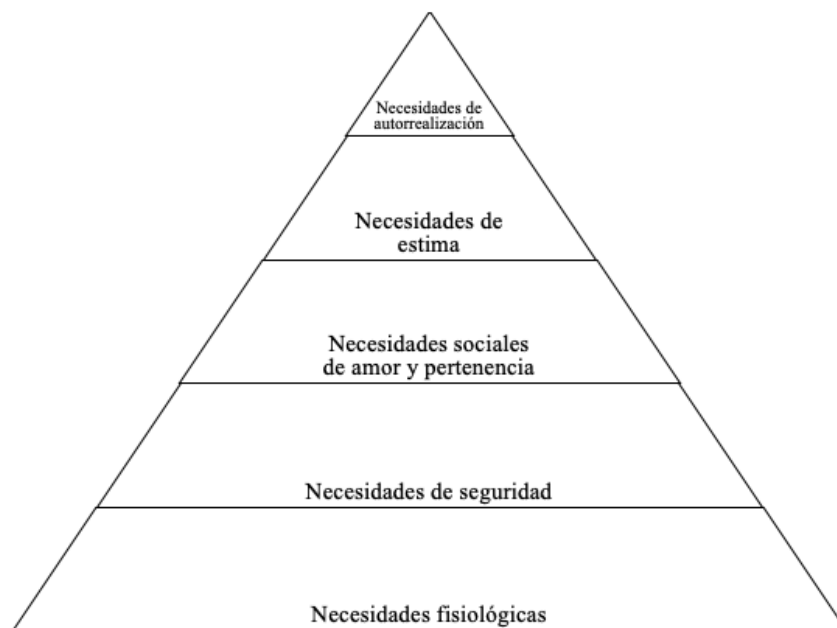 Necesidades de
autorrealización
Necesidades de
estima
Necesidades sociales
de amor y pertenencia
Necesidades de seguridad
Necesidades fisiológicas